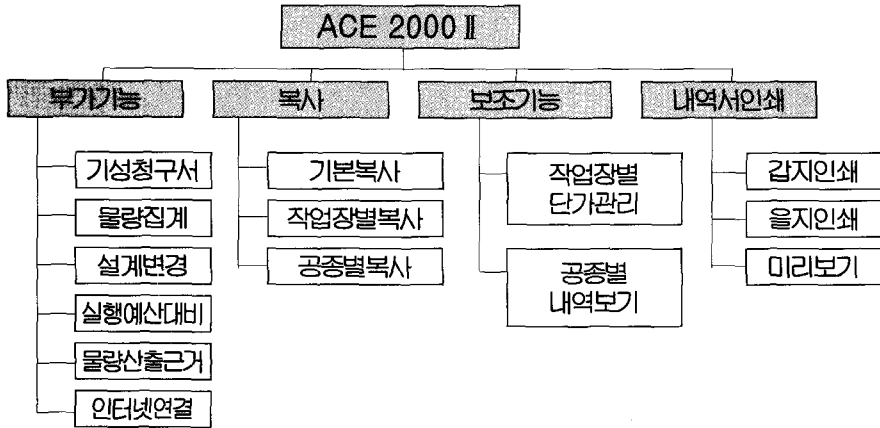 ACE 2000 Ⅱ
부가기능
기성청구서
물량집계
설계변경
실행예산대비
물량산출근거
인터넷연결
복사
기본복사
작업장별복사
공종별복사
보조기능
작업장별
단가관리
공종별
내역보기
내역서인쇄
갑지인쇄
을지인쇄
미리보기